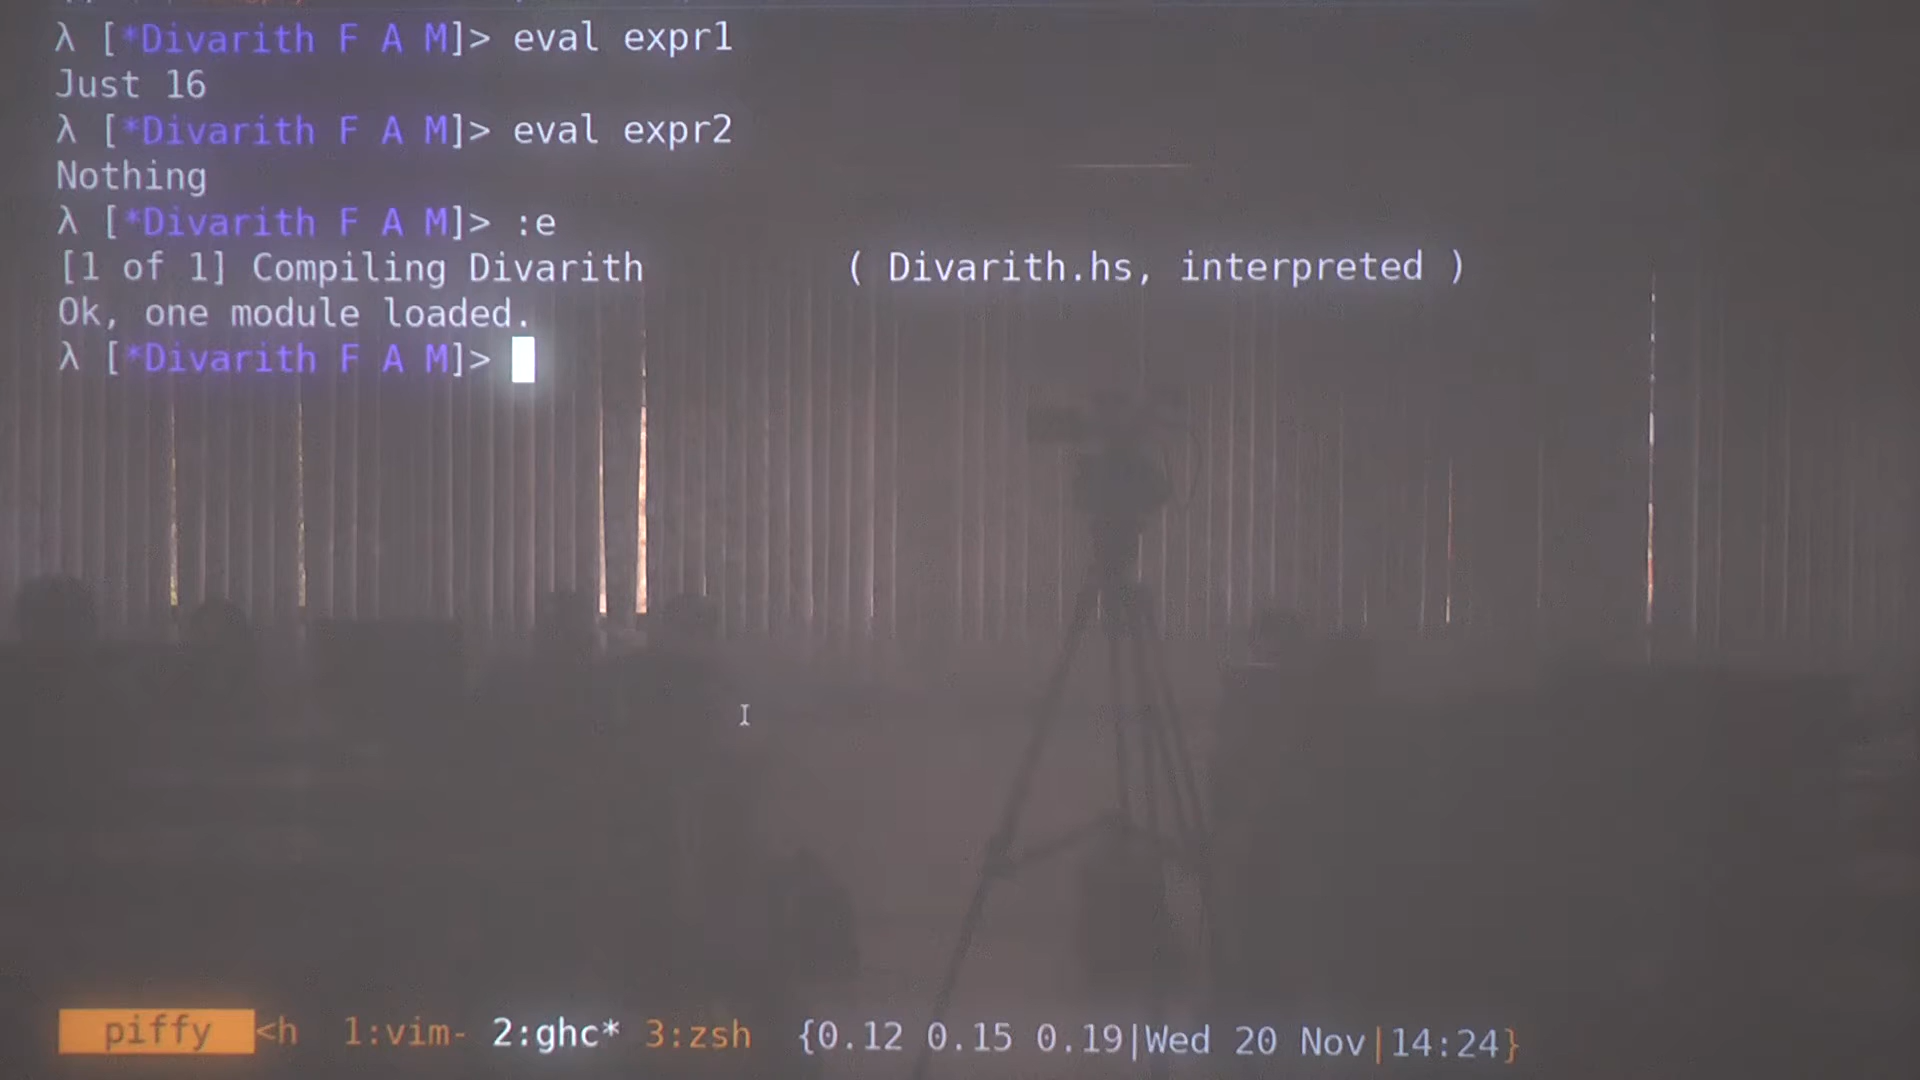 λ [*Divarith F A M]> eval expr1
Just 16
λ [*Divarith F A M]> eval expr2
Nothing
λ [*Divarith F A M]> :e
[1 of 1] Compiling Divarith ( Divarith.hs, interpreted )
Ok, one module loaded.
λ [*Divarith F A M]>
piffy <h 1:vim- 2:ghc* 3:zsh {0.12 0.15 0.19|Wed 20 Nov|14:24}